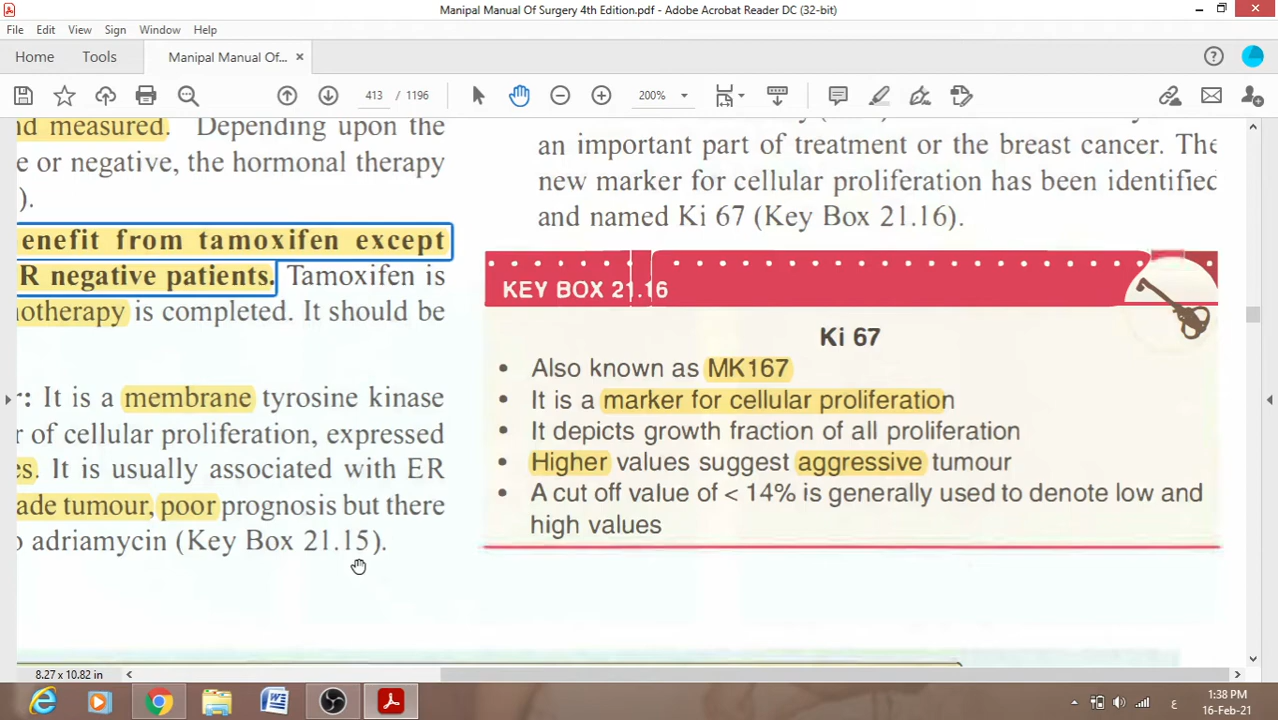 Manipal Manual Of Surgery 4th Edition.pdf - Adobe Acrobat Reader DC (32-bit)
File Edit View Sign Window Help
Home Tools Manipal Manual Of... ×
413 / 1196 200%
nd measured. Depending upon the
e or negative, the hormonal therapy
).
enefit from tamoxifen except
R negative patients. Tamoxifen is
notherapy is completed. It should be
r: It is a membrane tyrosine kinase
r of cellular proliferation, expressed
es. It is usually associated with ER
ade tumour, poor prognosis but there
o adriamycin (Key Box 21.15).
an important part of treatment or the breast cancer. The
new marker for cellular proliferation has been identified
and named Ki 67 (Key Box 21.16).
KEY BOX 21.16
Ki 67
• Also known as MK167
• It is a marker for cellular proliferation
• It depicts growth fraction of all proliferation
• Higher values suggest aggressive tumour
• A cut off value of < 14% is generally used to denote low and
high values
8.27 x 10.82 in
ع
1:38 PM
16-Feb-21